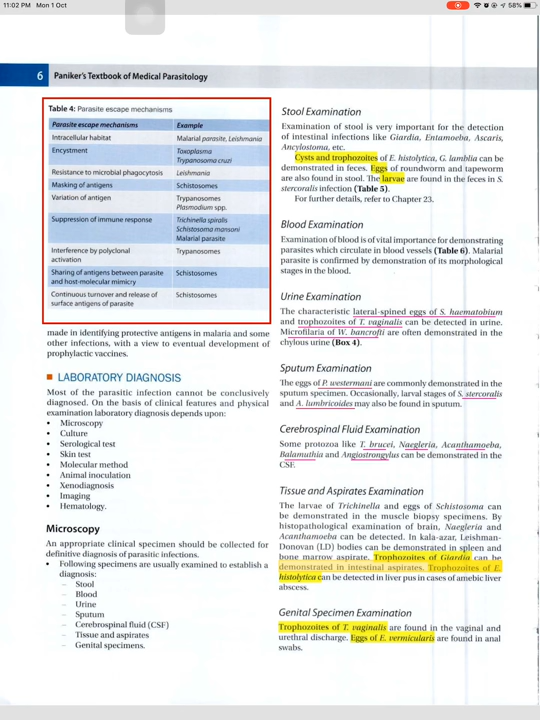 11:02 PM Mon 1 Oct
58%
6 Paniker's Textbook of Medical Parasitology
Table 4: Parasite escape mechanisms
Parasite escape mechanisms Example
Intracellular habitat Malarial parasite, Leishmania
Encystment Toxoplasma
Trypanosoma cruzi
Resistance to microbial phagocytosis Leishmania
Masking of antigens Schistosomes
Variation of antigen Trypanosomes
Plasmodium spp.
Suppression of immune response Trichinella spiralis
Schistosoma mansoni
Malarial parasite
Interference by polyclonal Trypanosomes
activation
Sharing of antigens between parasite Schistosomes
and host-molecular mimicry
Continuous turnover and release of Schistosomes
surface antigens of parasite
made in identifying protective antigens in malaria and some
other infections, with a view to eventual development of
prophylactic vaccines.
LABORATORY DIAGNOSIS
Most of the parasitic infection cannot be conclusively
diagnosed. On the basis of clinical features and physical
examination laboratory diagnosis depends upon:
• Microscopy
• Culture
• Serological test
• Skin test
• Molecular method
• Animal inoculation
• Xenodiagnosis
• Imaging
• Hematology.
Microscopy
An appropriate clinical specimen should be collected for
definitive diagnosis of parasitic infections.
• Following specimens are usually examined to establish a
diagnosis:
– Stool
– Blood
– Urine
– Sputum
– Cerebrospinal fluid (CSF)
– Tissue and aspirates
– Genital specimens.
Stool Examination
Examination of stool is very important for the detection
of intestinal infections like Giardia, Entamoeba, Ascaris,
Ancylostoma, etc.
Cysts and trophozoites of E. histolytica, G. lamblia can be
demonstrated in feces. Eggs of roundworm and tapeworm
are also found in stool. The larvae are found in the feces in S.
stercoralis infection (Table 5).
For further details, refer to Chapter 23.
Blood Examination
Examination of blood is of vital importance for demonstrating
parasites which circulate in blood vessels (Table 6). Malarial
parasite is confirmed by demonstration of its morphological
stages in the blood.
Urine Examination
The characteristic lateral-spined eggs of S. haematobium
and trophozoites of T. vaginalis can be detected in urine.
Microfilaria of W. bancrofti are often demonstrated in the
chylous urine (Box 4).
Sputum Examination
The eggs of P. westermani are commonly demonstrated in the
sputum specimen. Occasionally, larval stages of S. stercoralis
and A. lumbricoides may also be found in sputum.
Cerebrospinal Fluid Examination
Some protozoa like T. brucei, Naegleria, Acanthamoeba,
Balamuthia and Angiostrongylus can be demonstrated in the
CSF.
Tissue and Aspirates Examination
The larvae of Trichinella and eggs of Schistosoma can
be demonstrated in the muscle biopsy specimens. By
histopathological examination of brain, Naegleria and
Acanthamoeba can be detected. In kala-azar, Leishman-
Donovan (LD) bodies can be demonstrated in spleen and
bone marrow aspirate. Trophozoites of Giardia can be
demonstrated in intestinal aspirates. Trophozoites of E.
histolytica can be detected in liver pus in cases of amebic liver
abscess.
Genital Specimen Examination
Trophozoites of T. vaginalis are found in the vaginal and
urethral discharge. Eggs of E. vermicularis are found in anal
swabs.